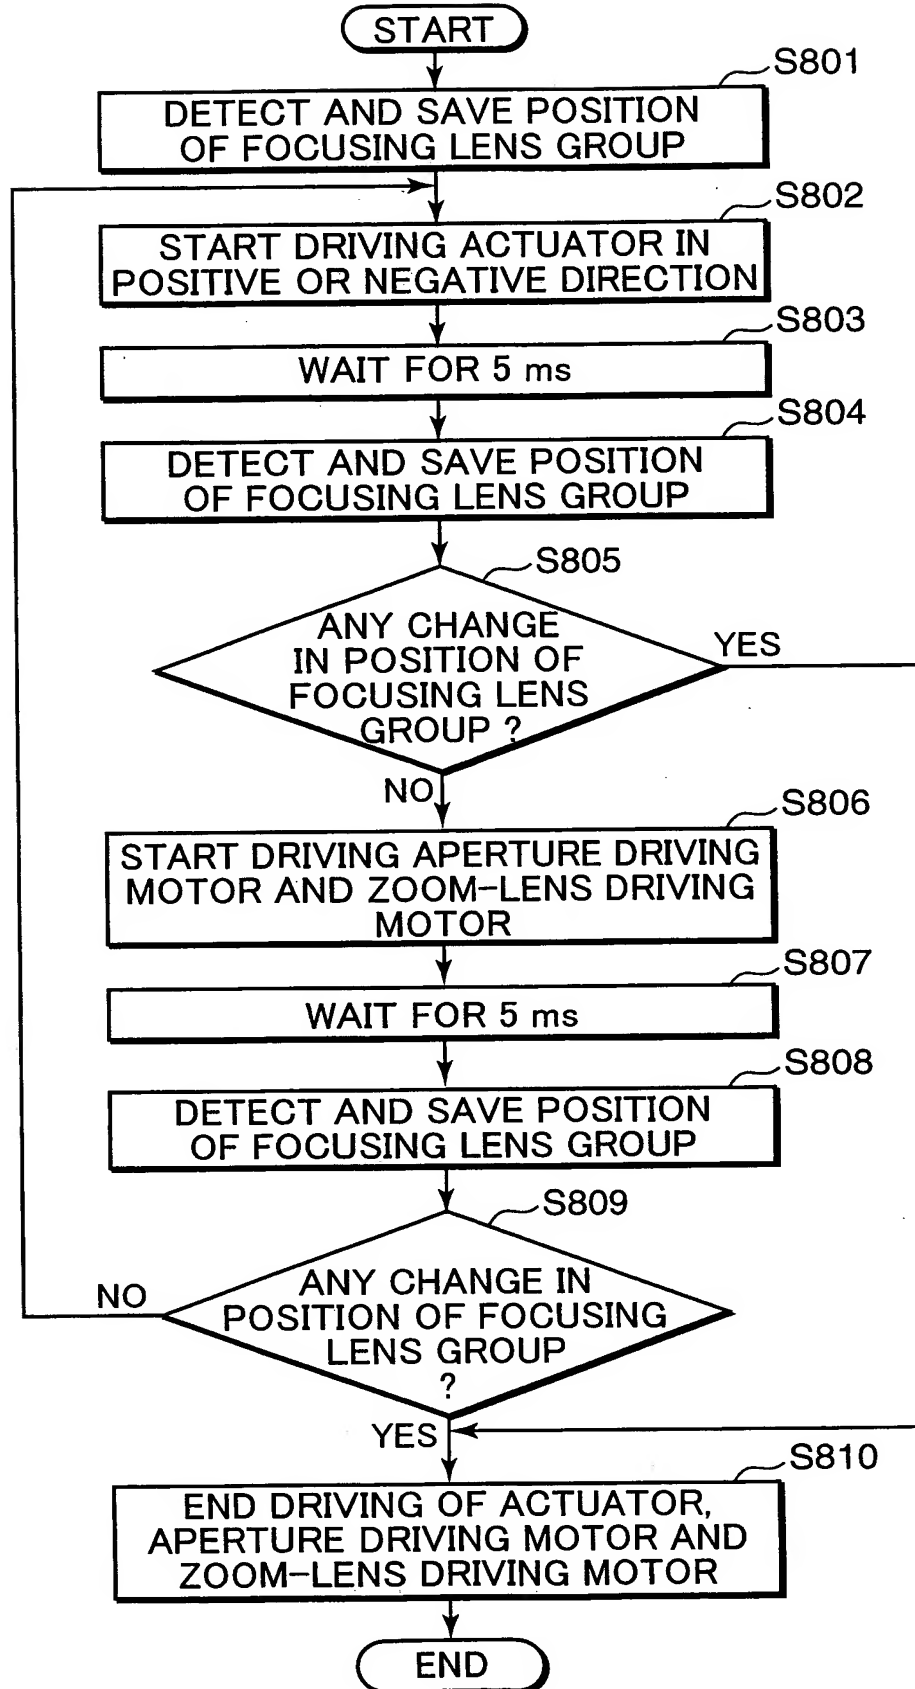 START
S801
DETECT AND SAVE POSITION
OF FOCUSING LENS GROUP
S802
START DRIVING ACTUATOR IN
POSITIVE OR NEGATIVE DIRECTION
S803
WAIT FOR 5 ms
S804
DETECT AND SAVE POSITION
OF FOCUSING LENS GROUP
S805
ANY CHANGE
IN POSITION OF
FOCUSING LENS
GROUP ?
YES
NO
S806
START DRIVING APERTURE DRIVING
MOTOR AND ZOOM-LENS DRIVING
MOTOR
S807
WAIT FOR 5 ms
S808
DETECT AND SAVE POSITION
OF FOCUSING LENS GROUP
S809
ANY CHANGE IN
POSITION OF FOCUSING
LENS GROUP
?
NO
YES
S810
END DRIVING OF ACTUATOR,
APERTURE DRIVING MOTOR AND
ZOOM-LENS DRIVING MOTOR
END